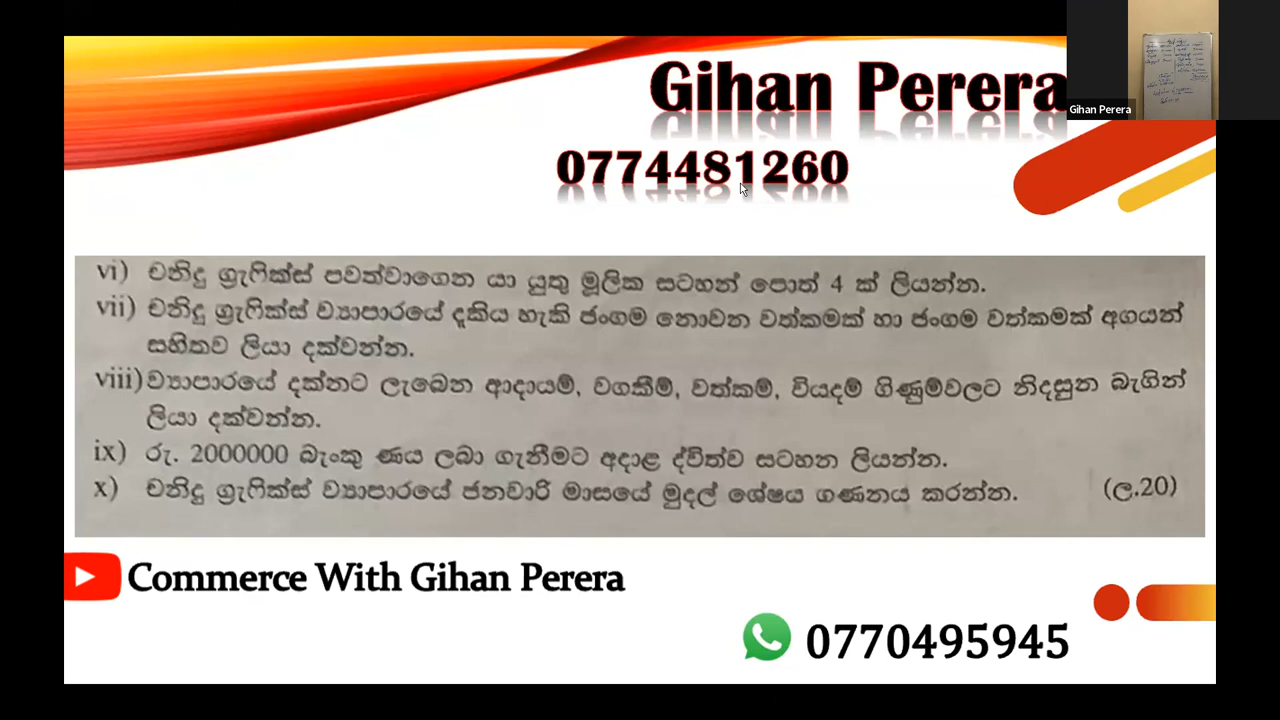 Gihan Perera
Gihan Perera
0774481260
vi) චනිදු ග්‍රැෆික්ස් පවත්වාගෙන යා යුතු මූලික සටහන් පොත් 4 ක් ලියන්න.
vii) චනිදු ග්‍රැෆික්ස් ව්‍යාපාරයේ දැකිය හැකි ජංගම නොවන වත්කමක් හා ජංගම වත්කමක් අගයන්
සහිතව ලියා දක්වන්න.
viii) ව්‍යාපාරයේ දක්නට ලැබෙන ආදායම්, වගකීම්, වත්කම්, වියදම් ගිණුම්වලට නිදසුන බැගින්
ලියා දක්වන්න.
ix) රු. 2000000 බැංකු ණය ලබා ගැනීමට අදාළ ද්විත්ව සටහන ලියන්න.
x) චනිදු ග්‍රැෆික්ස් ව්‍යාපාරයේ ජනවාරි මාසයේ මුදල් ශේෂය ගණනය කරන්න. (ල.20)
Commerce With Gihan Perera
0770495945